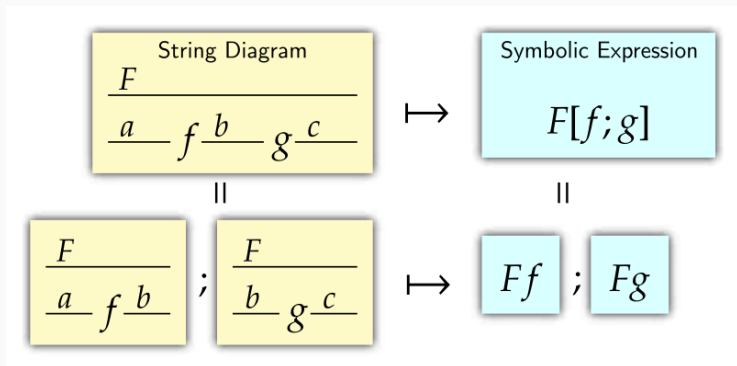 String Diagram
F
a f b g c
↦
Symbolic Expression
F[f;g]
=
=
F
a f b
;
F
b g c
↦
Ff ; Fg